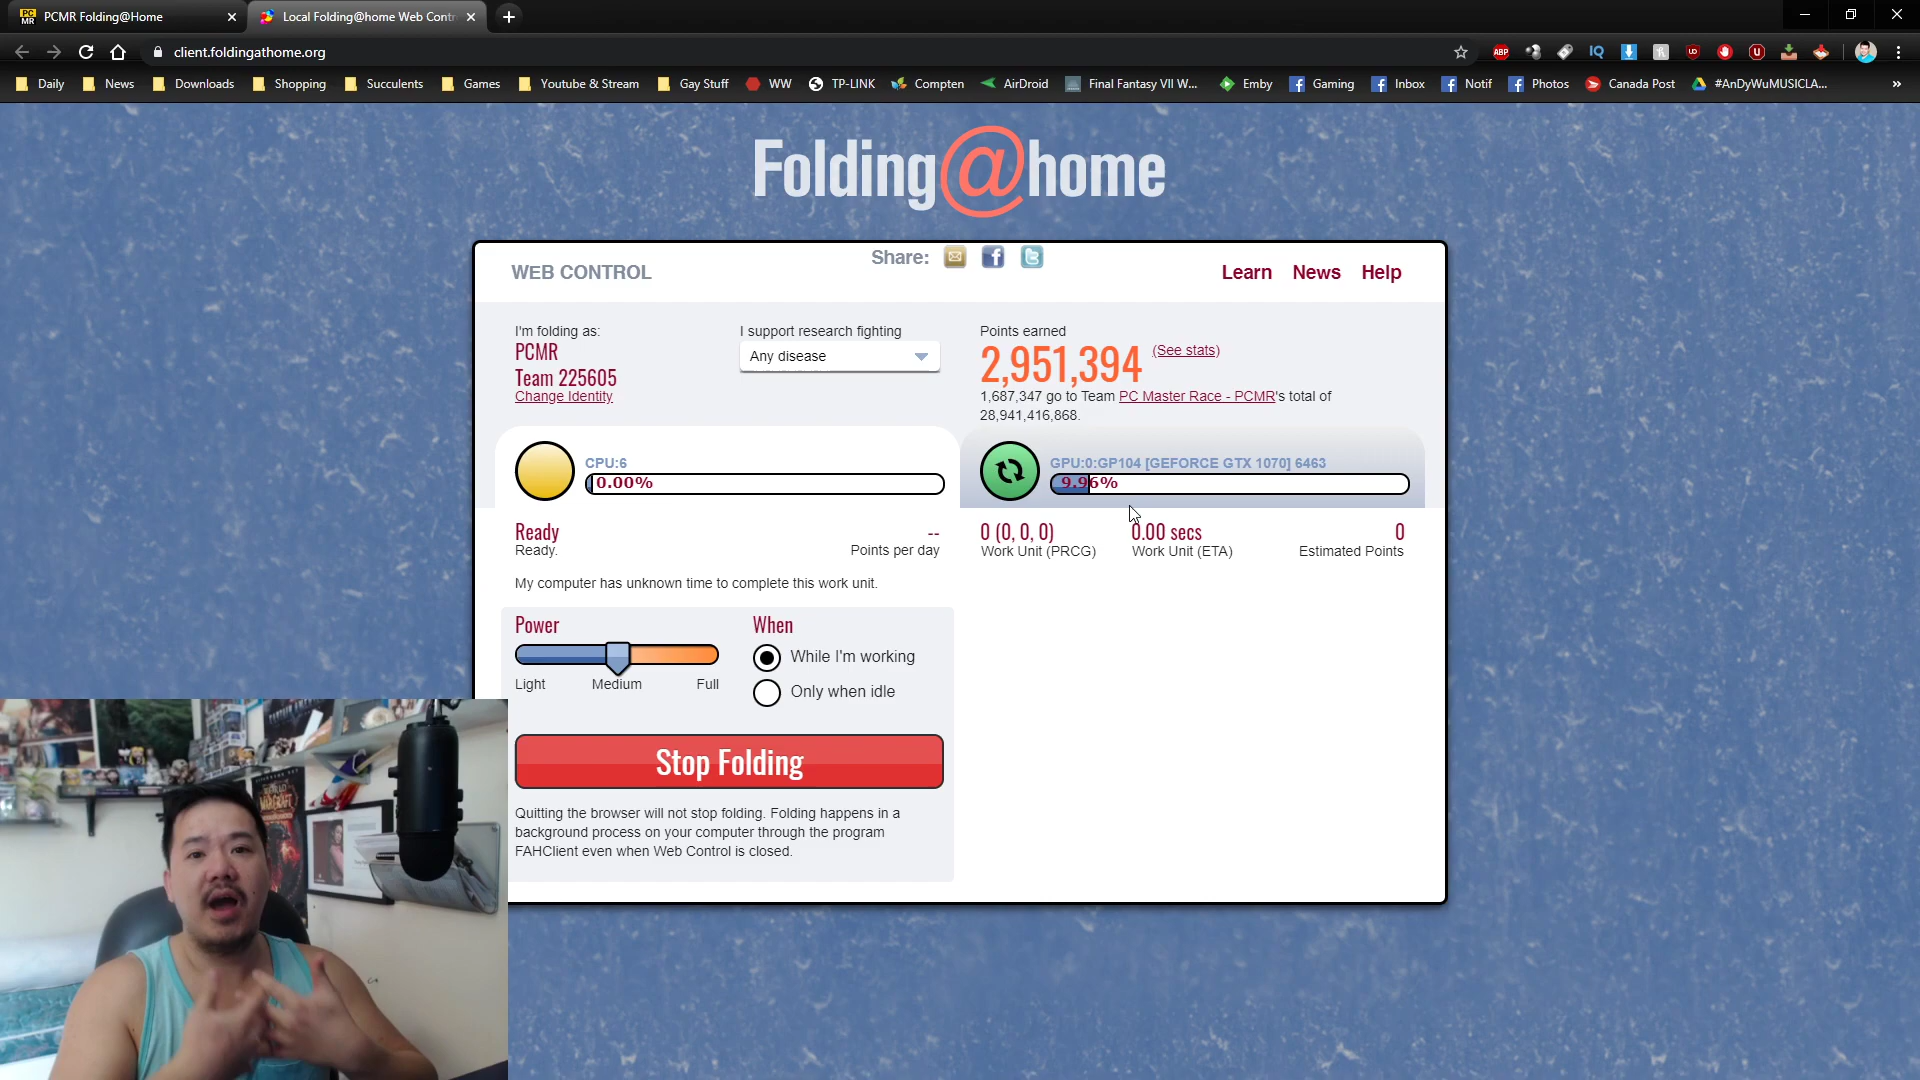 PCMR Folding@Home
Local Folding@home Web Contr
client.foldingathome.org
ABP
IQ
Daily
News
Downloads
Shopping
Succulents
Games
Youtube & Stream
Gay Stuff
WW
TP-LINK
Compten
AirDroid
Final Fantasy VII W...
Emby
Gaming
Inbox
Notif
Photos
Canada Post
#AnDyWuMUSICLA...
Folding@home
WEB CONTROL
Share:
Learn News Help
I'm folding as:
PCMR
Team 225605
Change Identity
I support research fighting
Any disease
Points earned
2,951,394 (See stats)
1,687,347 go to Team PC Master Race - PCMR's total of
28,941,416,868.
CPU:6
0.00%
GPU:0:GP104 [GEFORCE GTX 1070] 6463
9.96%
Ready
Ready.
--
Points per day
0 (0, 0, 0)
Work Unit (PRCG)
0.00 secs
Work Unit (ETA)
0
Estimated Points
My computer has unknown time to complete this work unit.
Power
Light Medium Full
When
While I'm working
Only when idle
Stop Folding
Quitting the browser will not stop folding. Folding happens in a
background process on your computer through the program
FAHClient even when Web Control is closed.